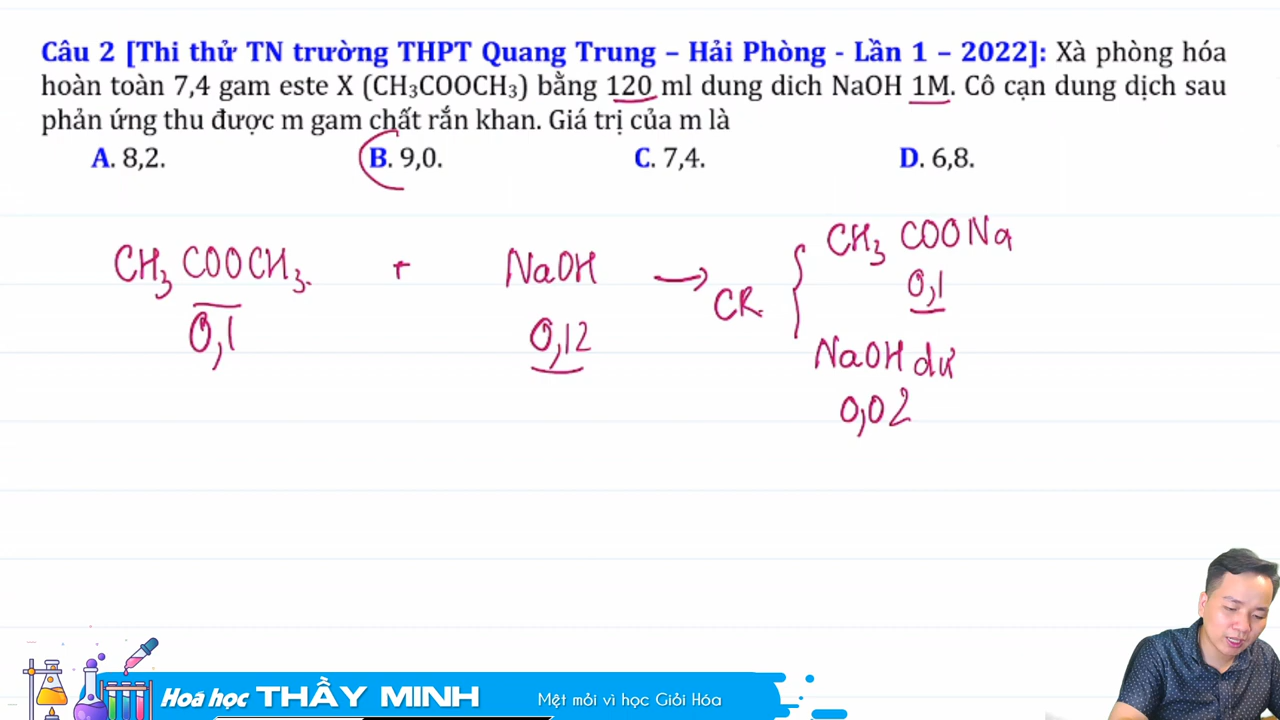 Câu 2 [Thi thử TN trường THPT Quang Trung – Hải Phòng - Lần 1 – 2022]: Xà phòng hóa
hoàn toàn 7,4 gam este X (CH₃COOCH₃) bằng 120 ml dung dich NaOH 1M. Cô cạn dung dịch sau
phản ứng thu được m gam chất rắn khan. Giá trị của m là
A. 8,2. B. 9,0. C. 7,4. D. 6,8.
CH₃COOCH₃ + NaOH → CR { CH₃COONa
0,1 0,12 0,1
NaOH dư
0,02
Hoá học THẦY MINH Mệt mỏi vì học Giỏi Hóa